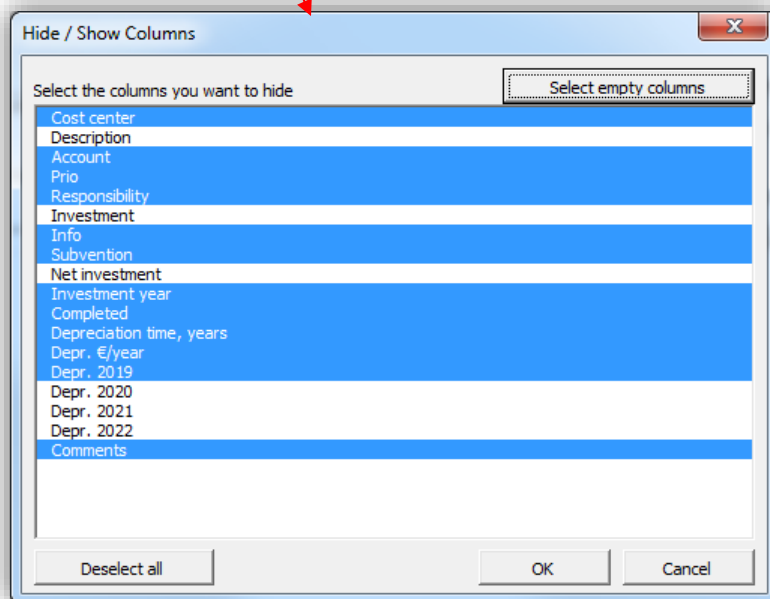 Hide / Show Columns
Select the columns you want to hide
Select empty columns
Cost center
Description
Account
Prio
Responsibility
Investment
Info
Subvention
Net investment
Investment year
Completed
Depreciation time, years
Depr. €/year
Depr. 2019
Depr. 2020
Depr. 2021
Depr. 2022
Comments
Deselect all
OK
Cancel